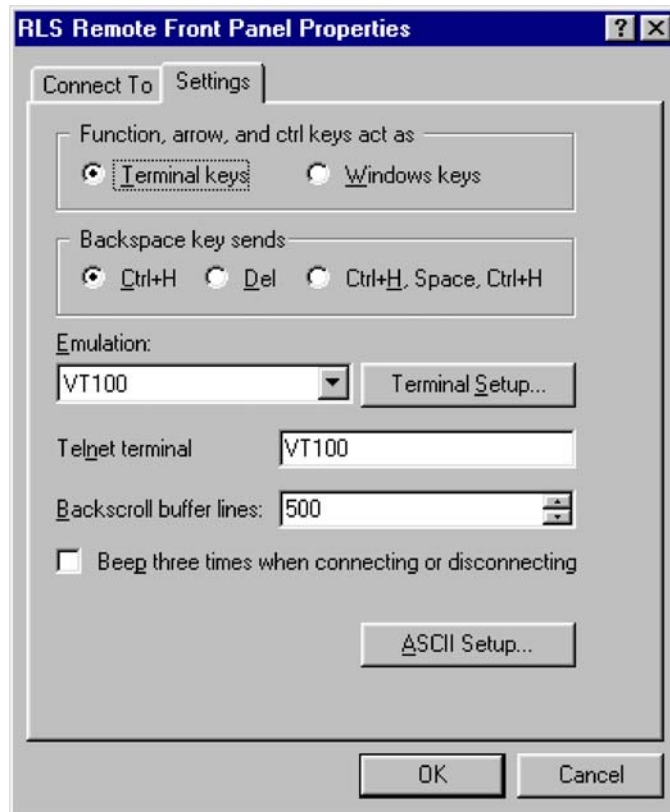 RLS Remote Front Panel Properties
Connect To Settings
Function, arrow, and ctrl keys act as
Terminal keys Windows keys
Backspace key sends
Ctrl+H Del Ctrl+H, Space, Ctrl+H
Emulation:
VT100 Terminal Setup...
Telnet terminal VT100
Backscroll buffer lines: 500
Beep three times when connecting or disconnecting
ASCII Setup...
OK Cancel